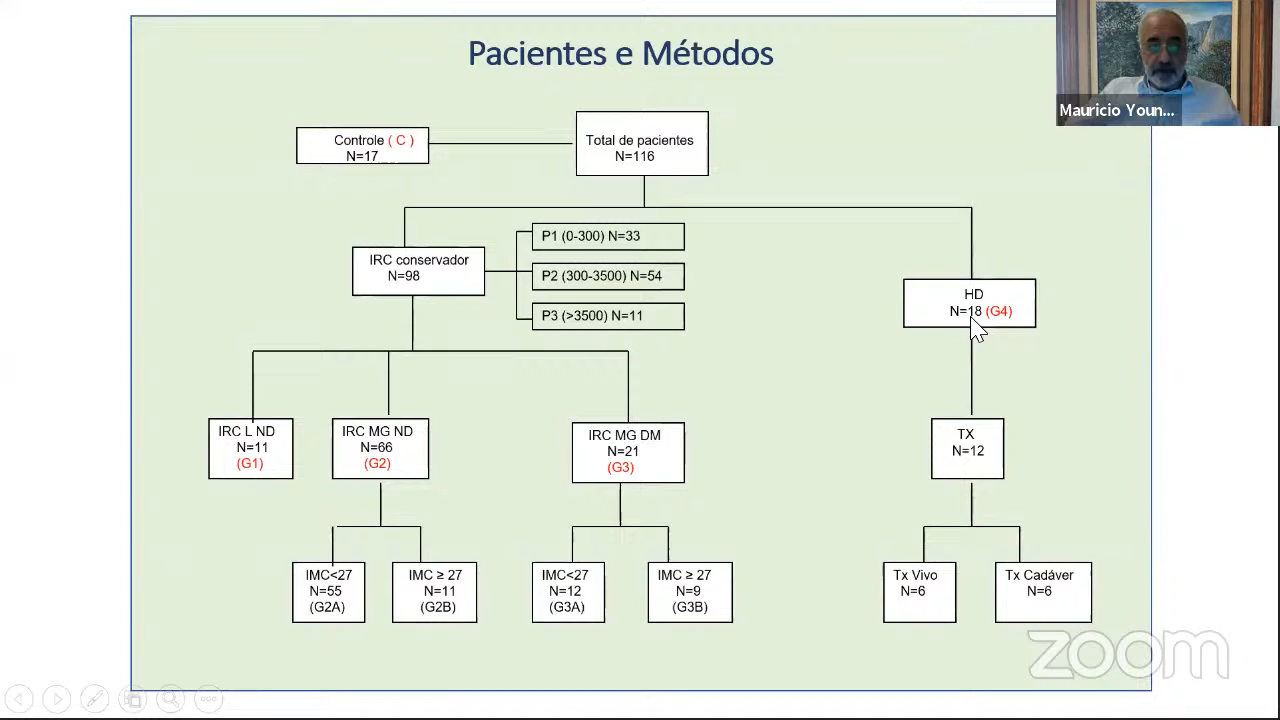 Pacientes e Métodos
Mauricio Youn...
Controle ( C )
N=17
Total de pacientes
N=116
IRC conservador
N=98
P1 (0-300) N=33
P2 (300-3500) N=54
P3 (>3500) N=11
HD
N=18 (G4)
IRC L ND
N=11
(G1)
IRC MG ND
N=66
(G2)
IRC MG DM
N=21
(G3)
TX
N=12
IMC<27
N=55
(G2A)
IMC ≥ 27
N=11
(G2B)
IMC<27
N=12
(G3A)
IMC ≥ 27
N=9
(G3B)
Tx Vivo
N=6
Tx Cadáver
N=6
zoom